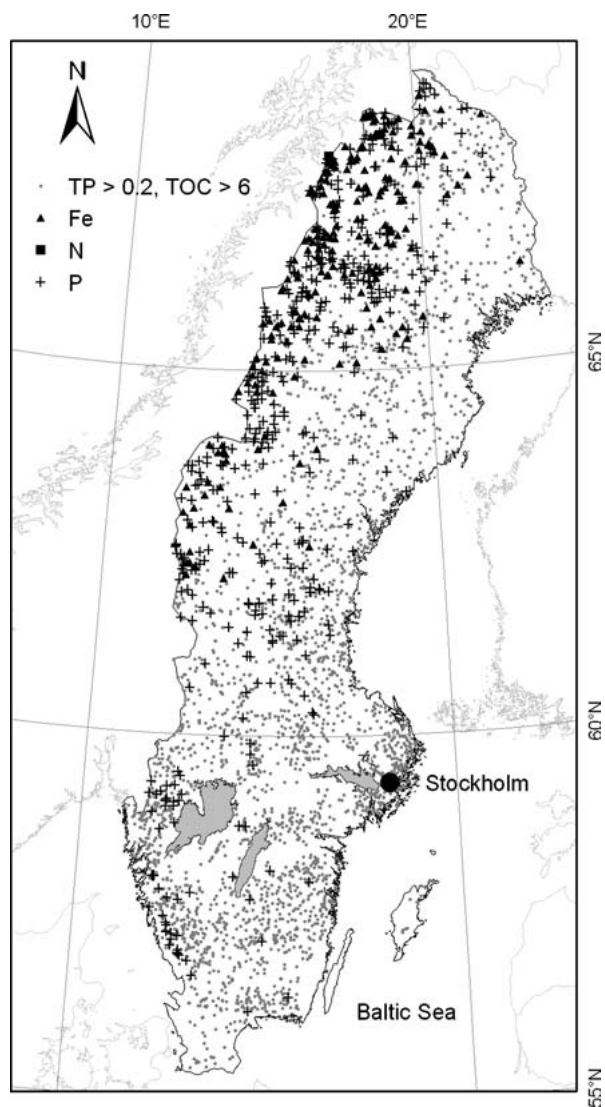 10°E 20°E
N
TP > 0.2, TOC > 6
Fe
N
P
65°N
60°N
Stockholm
Baltic Sea
55°N